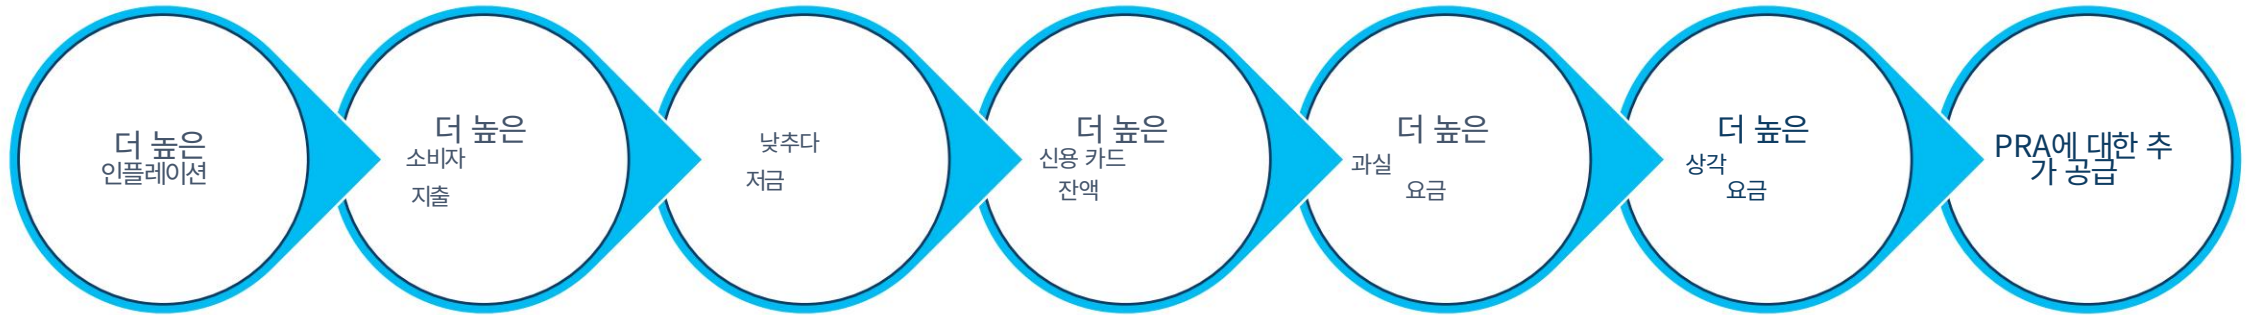 더 높은
인플레이션
더 높은
소비자
지출
낮추다
저금
더 높은
신용 카드
잔액
더 높은
과실
요금
더 높은
상각
요금
PRA에 대한 추
가 공급